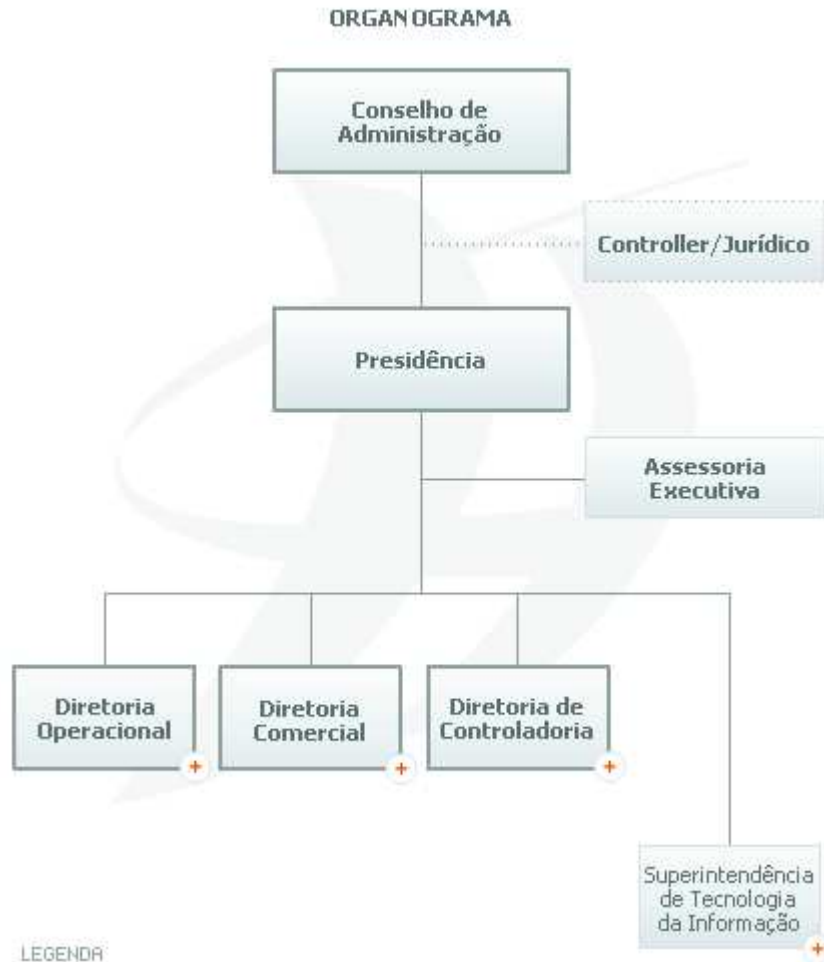 ORGANOGRAMA
Conselho de
Administração
Controller/Jurídico
Presidência
Assessoria
Executiva
Diretoria
Operacional
+
Diretoria
Comercial
+
Diretoria de
Controladoria
+
Superintendência
de Tecnologia
da Informação
+
LEGENDA